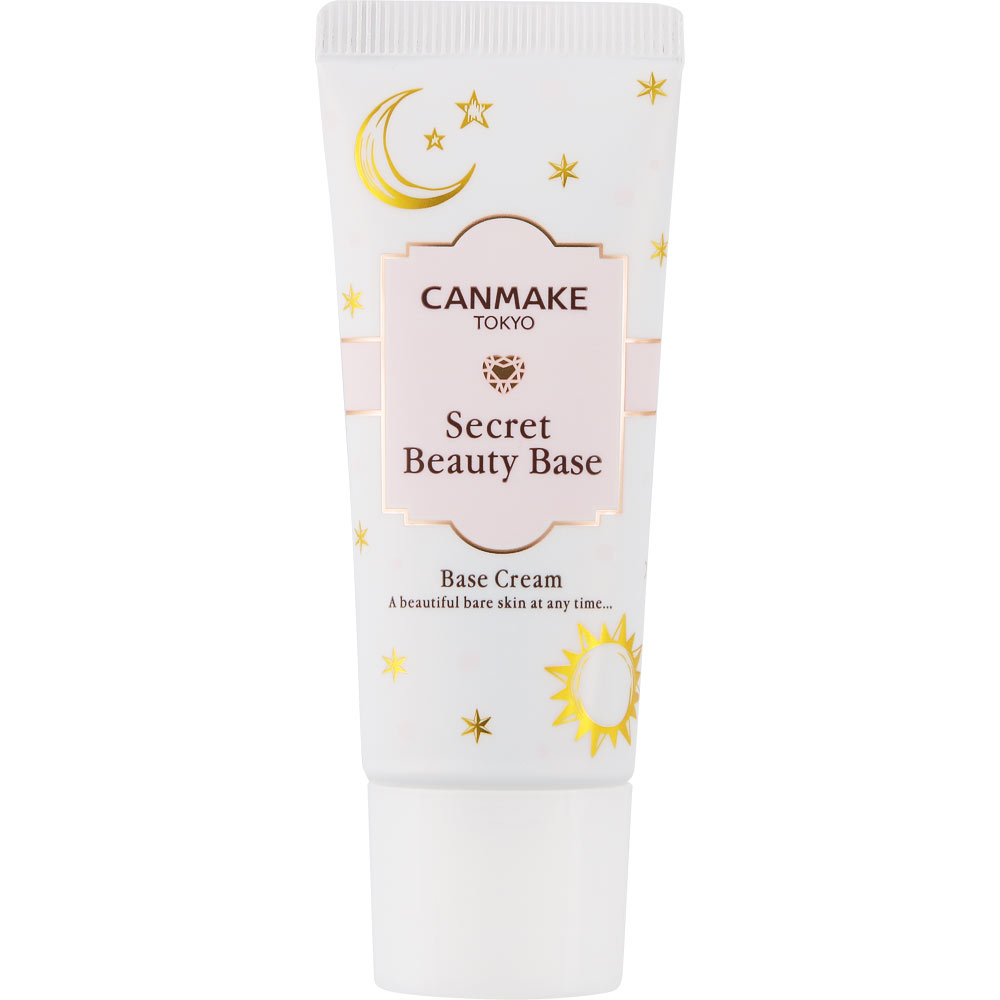 CANMAKE
TOKYO
Secret
Beauty Base
Base Cream
A beautiful bare skin at any time...